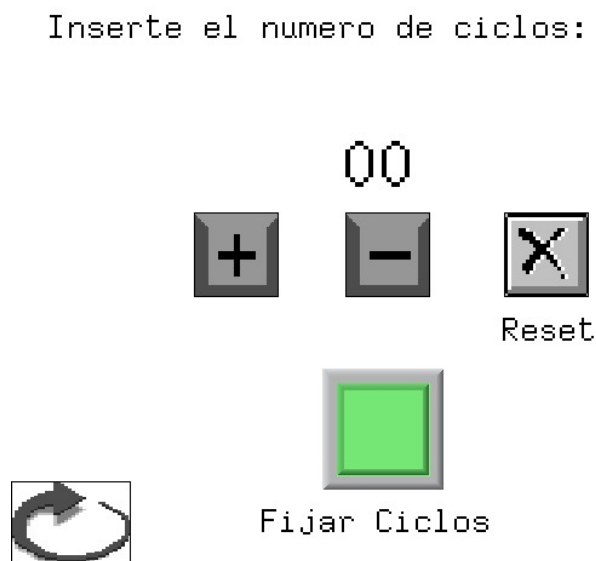 Inserte el numero de ciclos:
00
+ -
Reset
Fijar Ciclos